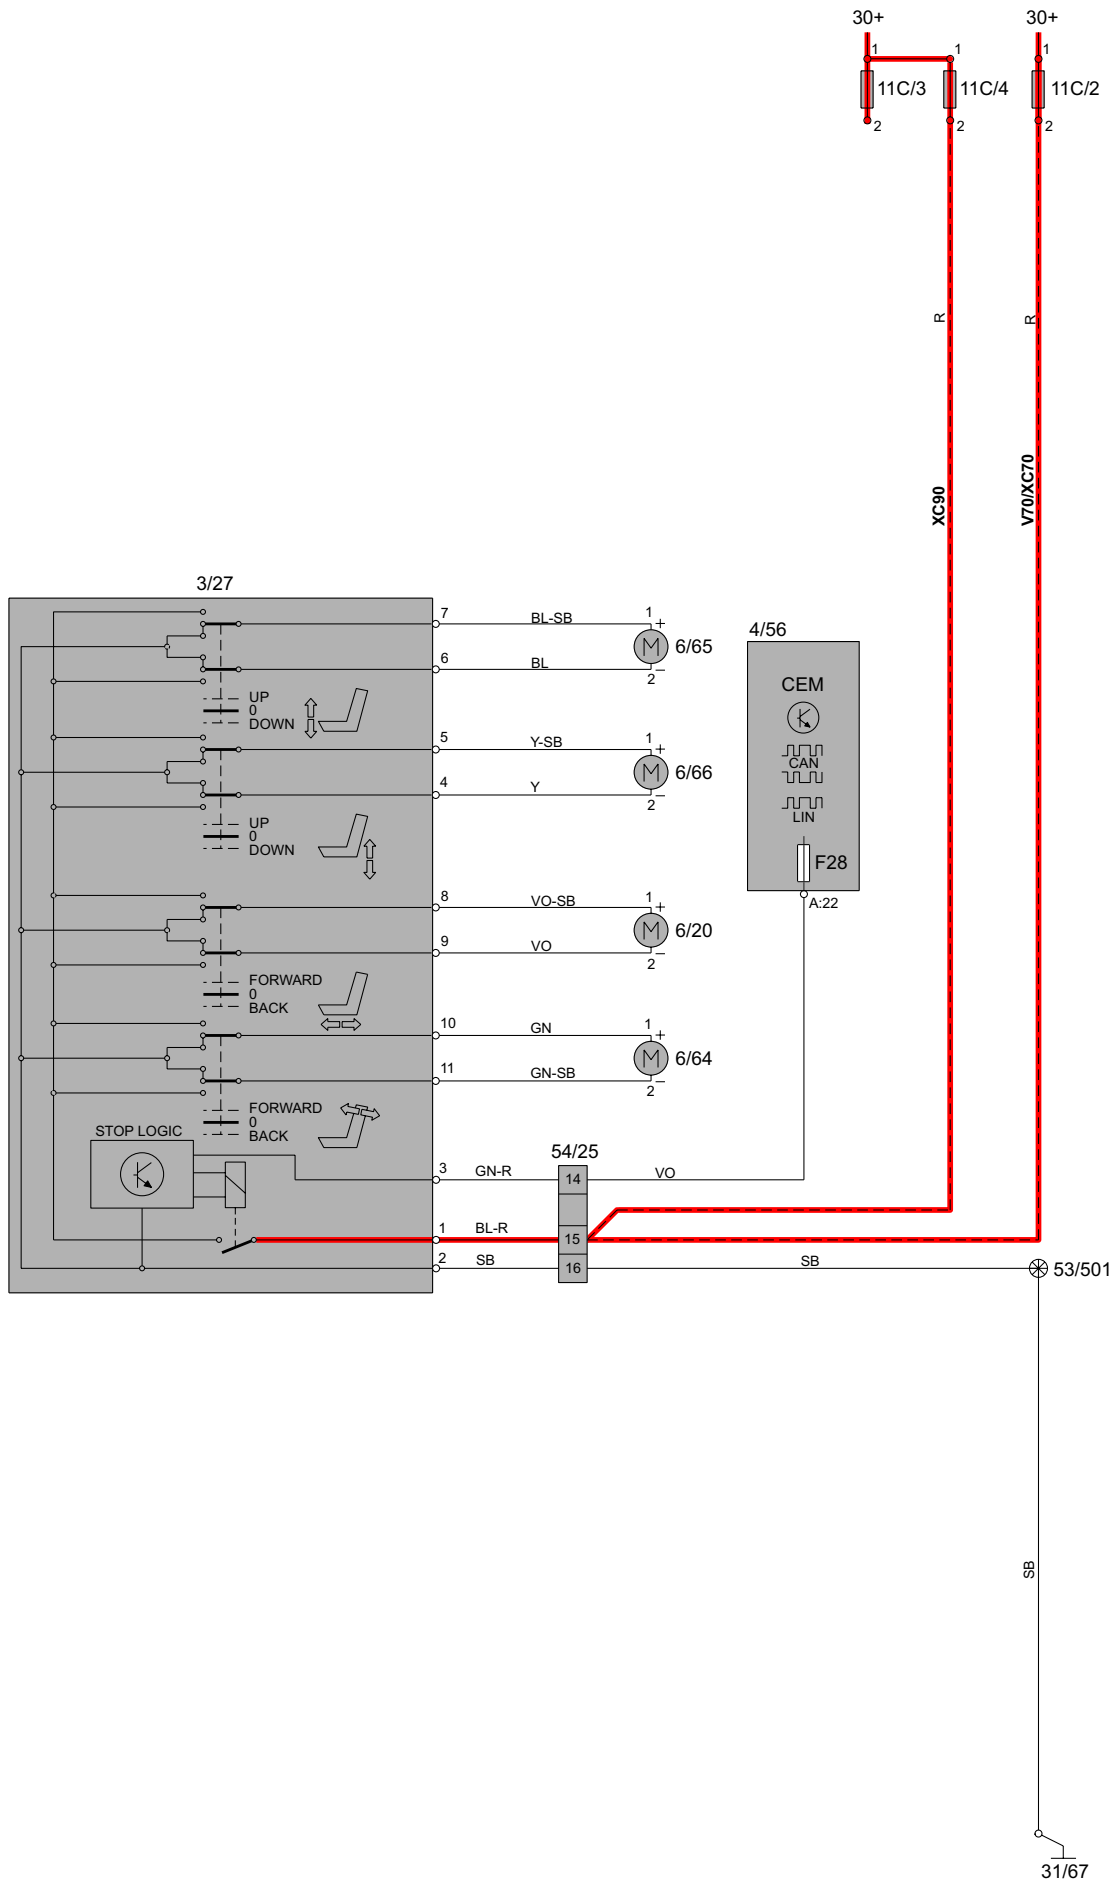 30+
30+
1
1
1
11C/3
11C/4
11C/2
2
2
2
R
R
XC90
V70/XC70
3/27
7
BL-SB
1
+
6/65
M
6
BL
2
–
UP
0
DOWN
5
Y-SB
1
+
6/66
M
4
Y
2
–
UP
0
DOWN
4/56
CEM
CAN
LIN
F28
A:22
8
VO-SB
1
+
6/20
M
9
VO
2
–
FORWARD
0
BACK
10
GN
1
+
6/64
M
11
GN-SB
2
–
FORWARD
0
BACK
STOP LOGIC
54/25
3
GN-R
14
VO
1
BL-R
15
2
SB
16
SB
53/501
SB
31/67